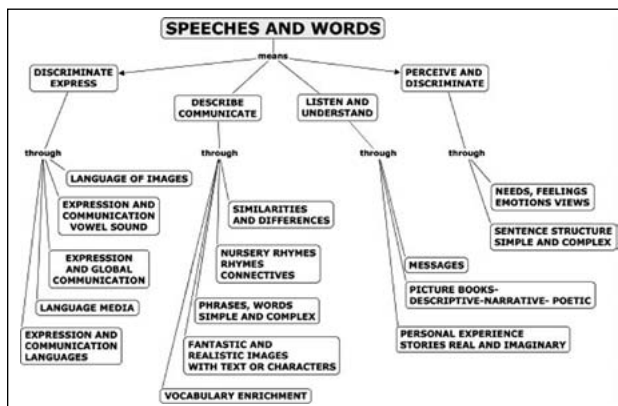 SPEECHES AND WORDS
means
DISCRIMINATE
EXPRESS
PERCEIVE AND
DISCRIMINATE
DESCRIBE
COMMUNICATE
LISTEN AND
UNDERSTAND
through
through
through
through
LANGUAGE OF IMAGES
EXPRESSION AND
COMMUNICATION
VOWEL SOUND
EXPRESSION
AND GLOBAL
COMMUNICATION
LANGUAGE MEDIA
EXPRESSION AND
COMMUNICATION
LANGUAGES
SIMILARITIES
AND DIFFERENCES
NURSERY RHYMES
RHYMES
CONNECTIVES
PHRASES, WORDS
SIMPLE AND COMPLEX
FANTASTIC AND
REALISTIC IMAGES
WITH TEXT OR CHARACTERS
VOCABULARY ENRICHMENT
MESSAGES
PICTURE BOOKS-
DESCRIPTIVE-NARRATIVE- POETIC
PERSONAL EXPERIENCE
STORIES REAL AND IMAGINARY
NEEDS, FEELINGS
EMOTIONS VIEWS
SENTENCE STRUCTURE
SIMPLE AND COMPLEX